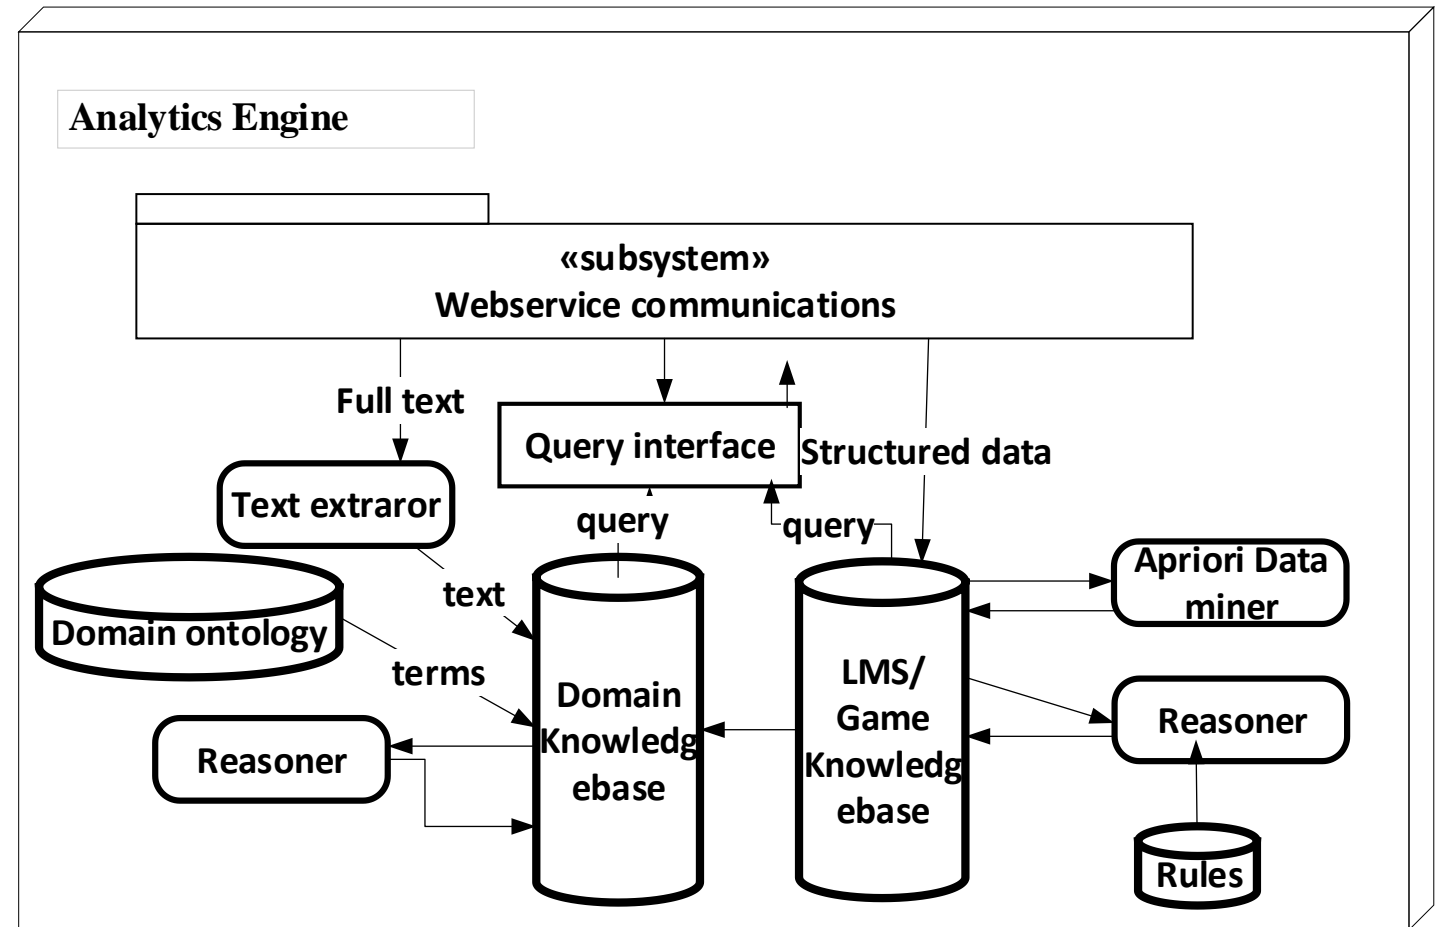 Analytics Engine
«subsystem»
Webservice communications
Full text
Query interface
Structured data
Text extraror
query
query
Apriori Data
miner
text
Domain ontology
terms
LMS/
Game
Knowledg
ebase
Domain
Knowledg
ebase
Reasoner
Reasoner
Rules